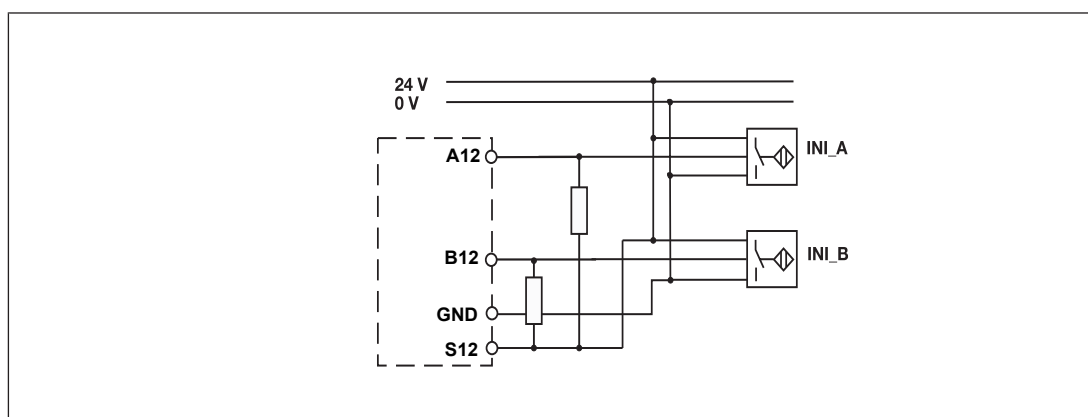 24 V
0 V
A12
INI_A
B12
INI_B
GND
S12